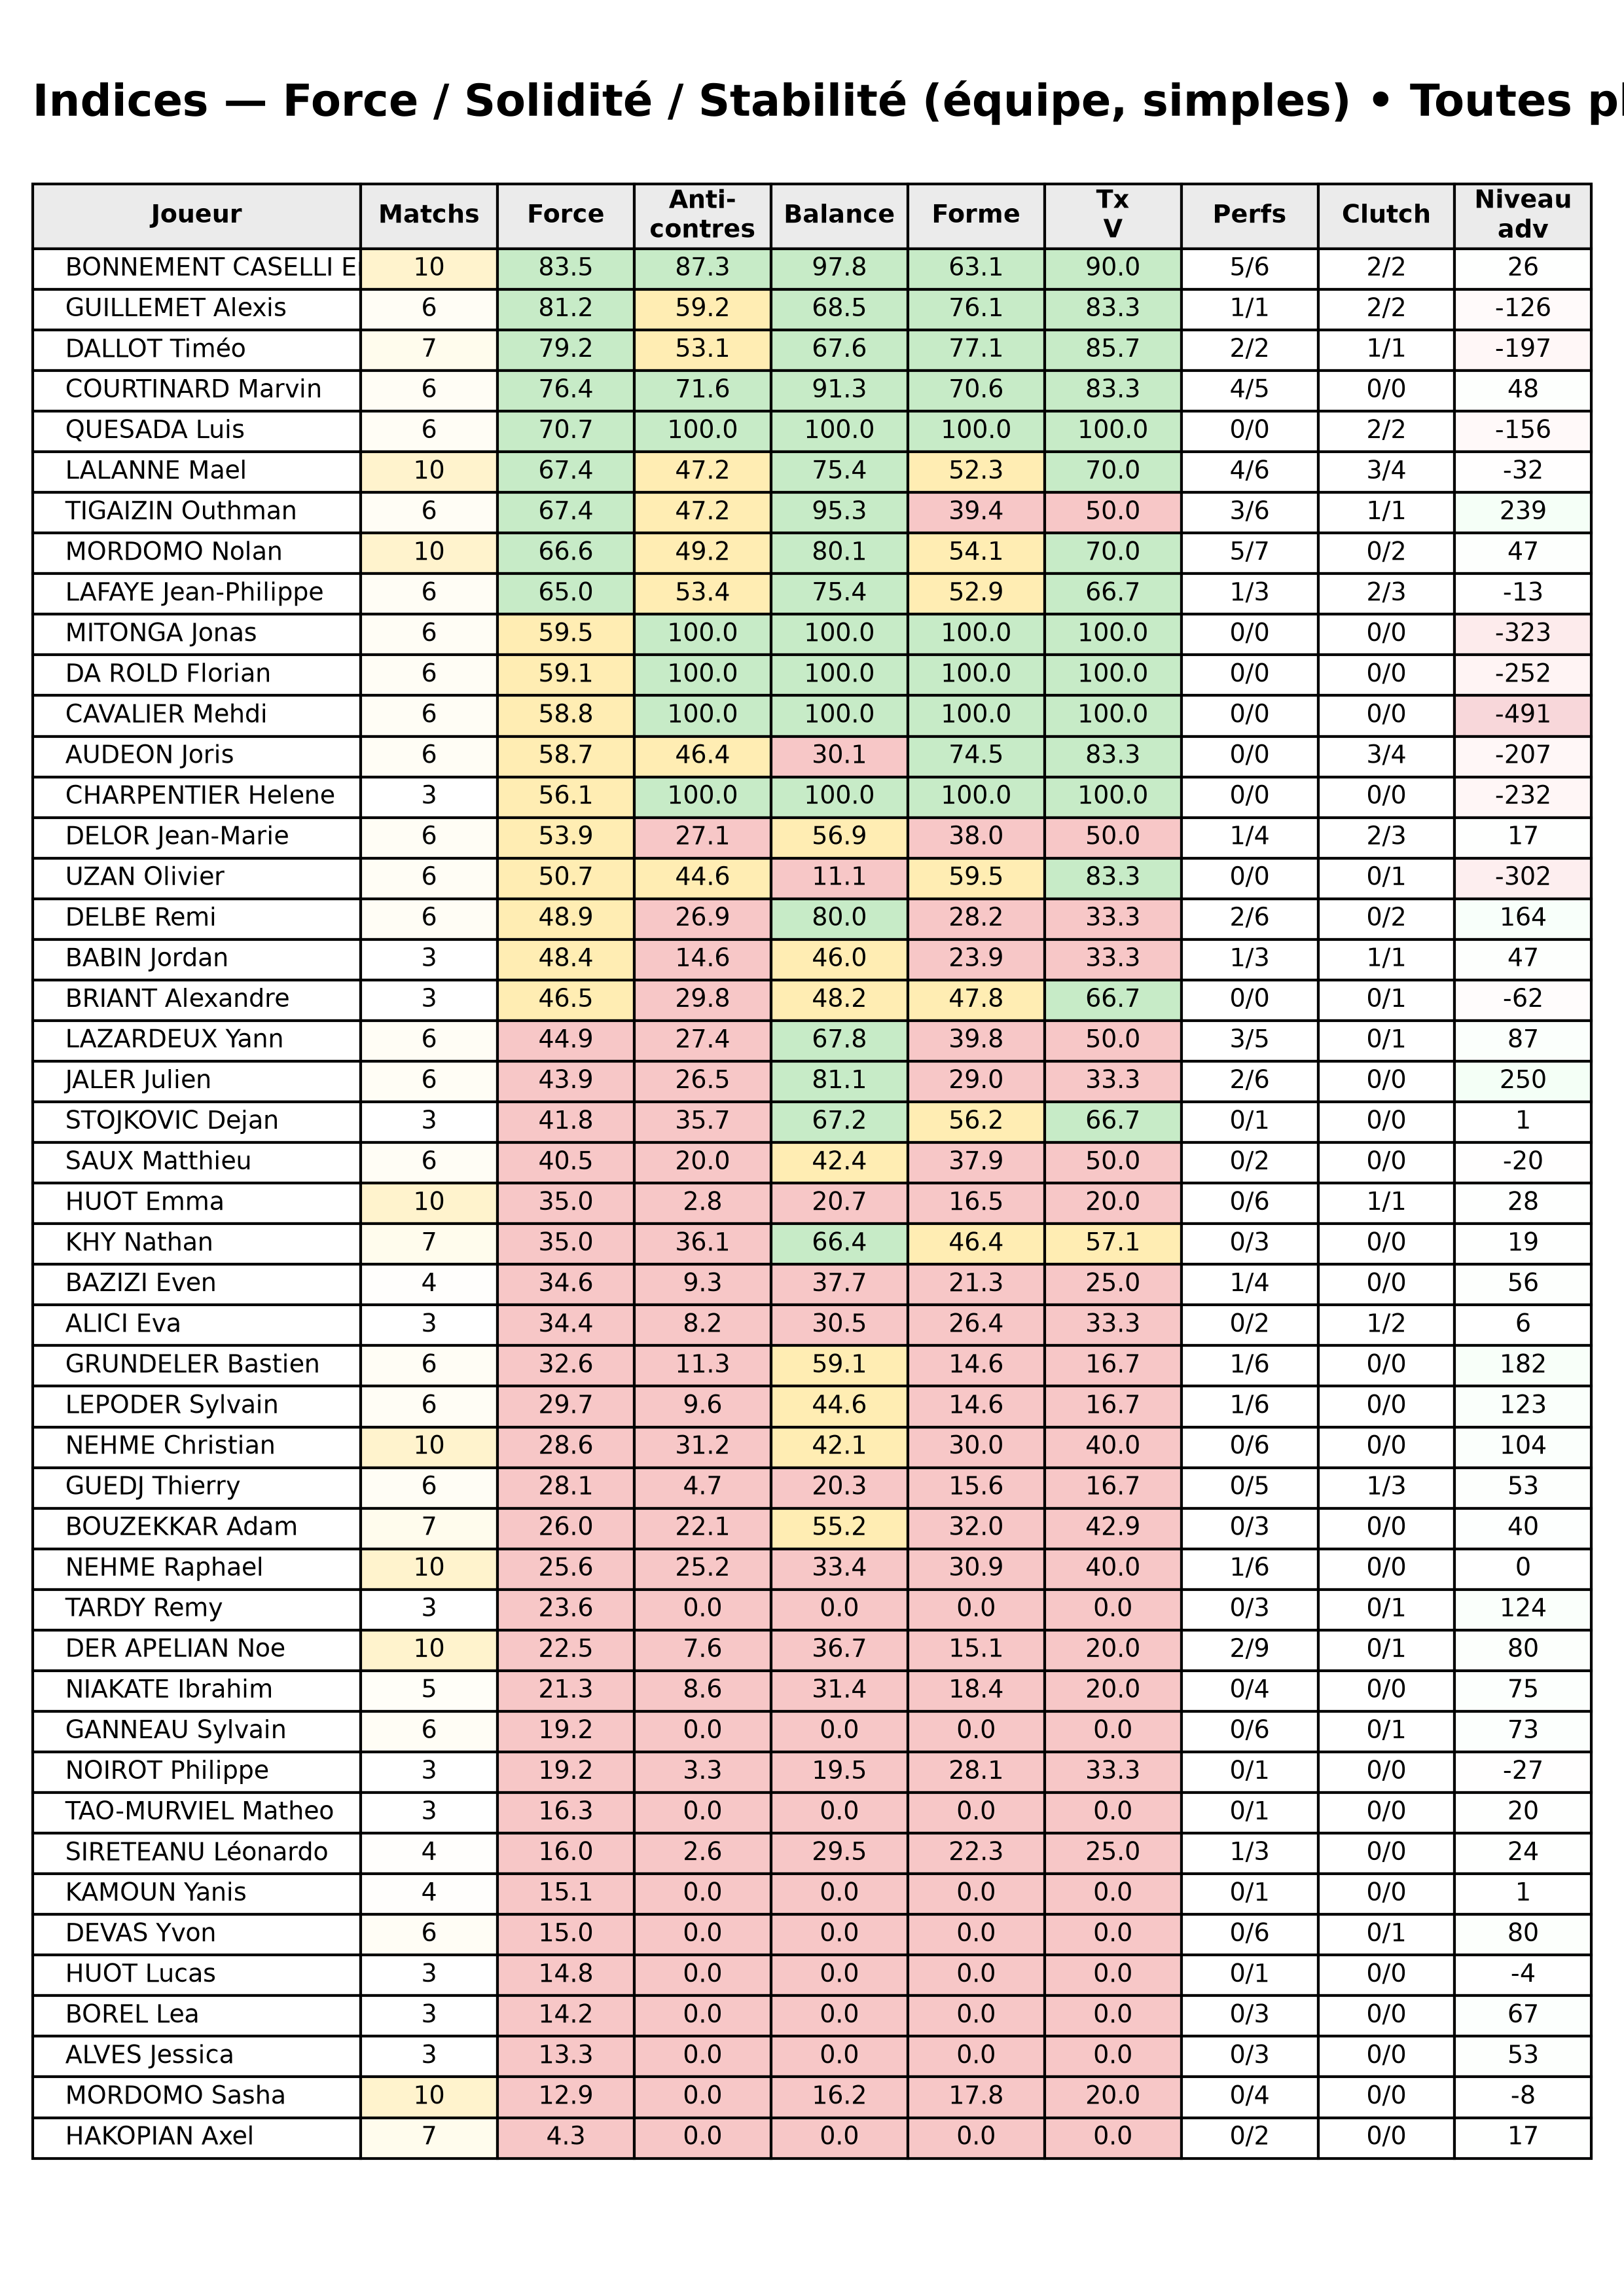 Indices — Force / Solidité / Stabilité (équipe, simples) • Toutes
Joueur Matchs Force Anti-contres Balance Forme Tx V Perfs Clutch Niveau adv
BONNEMENT CASELLI 10 83.5 87.3 97.8 63.1 90.0 5/6 2/2 26
GUILLEMET Alexis 6 81.2 59.2 68.5 76.1 83.3 1/1 2/2 -126
DALLOT Timéo 7 79.2 53.1 67.6 77.1 85.7 2/2 1/1 -197
COURTINARD Marvin 6 76.4 71.6 91.3 70.6 83.3 4/5 0/0 48
QUESADA Luis 6 70.7 100.0 100.0 100.0 100.0 0/0 2/2 -156
LALANNE Mael 10 67.4 47.2 75.4 52.3 70.0 4/6 3/4 -32
TIGAIZIN Outhman 6 67.4 47.2 95.3 39.4 50.0 3/6 1/1 239
MORDOMO Nolan 10 66.6 49.2 80.1 54.1 70.0 5/7 0/2 47
LAFAYE Jean-Philippe 6 65.0 53.4 75.4 52.9 66.7 1/3 2/3 -13
MITONGA Jonas 6 59.5 100.0 100.0 100.0 100.0 0/0 0/0 -323
DA ROLD Florian 6 59.1 100.0 100.0 100.0 100.0 0/0 0/0 -252
CAVALIER Mehdi 6 58.8 100.0 100.0 100.0 100.0 0/0 0/0 -491
AUDEON Joris 6 58.7 46.4 30.1 74.5 83.3 0/0 3/4 -207
CHARPENTIER Helene 3 56.1 100.0 100.0 100.0 100.0 0/0 0/0 -232
DELOR Jean-Marie 6 53.9 27.1 56.9 38.0 50.0 1/4 2/3 17
UZAN Olivier 6 50.7 44.6 11.1 59.5 83.3 0/0 0/1 -302
DELBE Remi 6 48.9 26.9 80.0 28.2 33.3 2/6 0/2 164
BABIN Jordan 3 48.4 14.6 46.0 23.9 33.3 1/3 1/1 47
BRIANT Alexandre 3 46.5 29.8 48.2 47.8 66.7 0/0 0/1 -62
LAZARDEUX Yann 6 44.9 27.4 67.8 39.8 50.0 3/5 0/1 87
JALER Julien 6 43.9 26.5 81.1 29.0 33.3 2/6 0/0 250
STOJKOVIC Dejan 3 41.8 35.7 67.2 56.2 66.7 0/1 0/0 1
SAUX Matthieu 6 40.5 20.0 42.4 37.9 50.0 0/2 0/0 -20
HUOT Emma 10 35.0 2.8 20.7 16.5 20.0 0/6 1/1 28
KHY Nathan 7 35.0 36.1 66.4 46.4 57.1 0/3 0/0 19
BAZIZI Even 4 34.6 9.3 37.7 21.3 25.0 1/4 0/0 56
ALICI Eva 3 34.4 8.2 30.5 26.4 33.3 0/2 1/2 6
GRUNDELER Bastien 6 32.6 11.3 59.1 14.6 16.7 1/6 0/0 182
LEPODER Sylvain 6 29.7 9.6 44.6 14.6 16.7 1/6 0/0 123
NEHME Christian 10 28.6 31.2 42.1 30.0 40.0 0/6 0/0 104
GUEDJ Thierry 6 28.1 4.7 20.3 15.6 16.7 0/5 1/3 53
BOUZEKKAR Adam 7 26.0 22.1 55.2 32.0 42.9 0/3 0/0 40
NEHME Raphael 10 25.6 25.2 33.4 30.9 40.0 1/6 0/0 0
TARDY Remy 3 23.6 0.0 0.0 0.0 0.0 0/3 0/1 124
DER APELIAN Noe 10 22.5 7.6 36.7 15.1 20.0 2/9 0/1 80
NIAKATE Ibrahim 5 21.3 8.6 31.4 18.4 20.0 0/4 0/0 75
GANNEAU Sylvain 6 19.2 0.0 0.0 0.0 0.0 0/6 0/1 73
NOIROT Philippe 3 19.2 3.3 19.5 28.1 33.3 0/1 0/0 -27
TAO-MURVIEL Matheo 3 16.3 0.0 0.0 0.0 0.0 0/1 0/0 20
SIRETEANU Léonardo 4 16.0 2.6 29.5 22.3 25.0 1/3 0/0 24
KAMOUN Yanis 4 15.1 0.0 0.0 0.0 0.0 0/1 0/0 1
DEVAS Yvon 6 15.0 0.0 0.0 0.0 0.0 0/6 0/1 80
HUOT Lucas 3 14.8 0.0 0.0 0.0 0.0 0/1 0/0 -4
BOREL Lea 3 14.2 0.0 0.0 0.0 0.0 0/3 0/0 67
ALVES Jessica 3 13.3 0.0 0.0 0.0 0.0 0/3 0/0 53
MORDOMO Sasha 10 12.9 0.0 16.2 17.8 20.0 0/4 0/0 -8
HAKOPIAN Axel 7 4.3 0.0 0.0 0.0 0.0 0/2 0/0 17